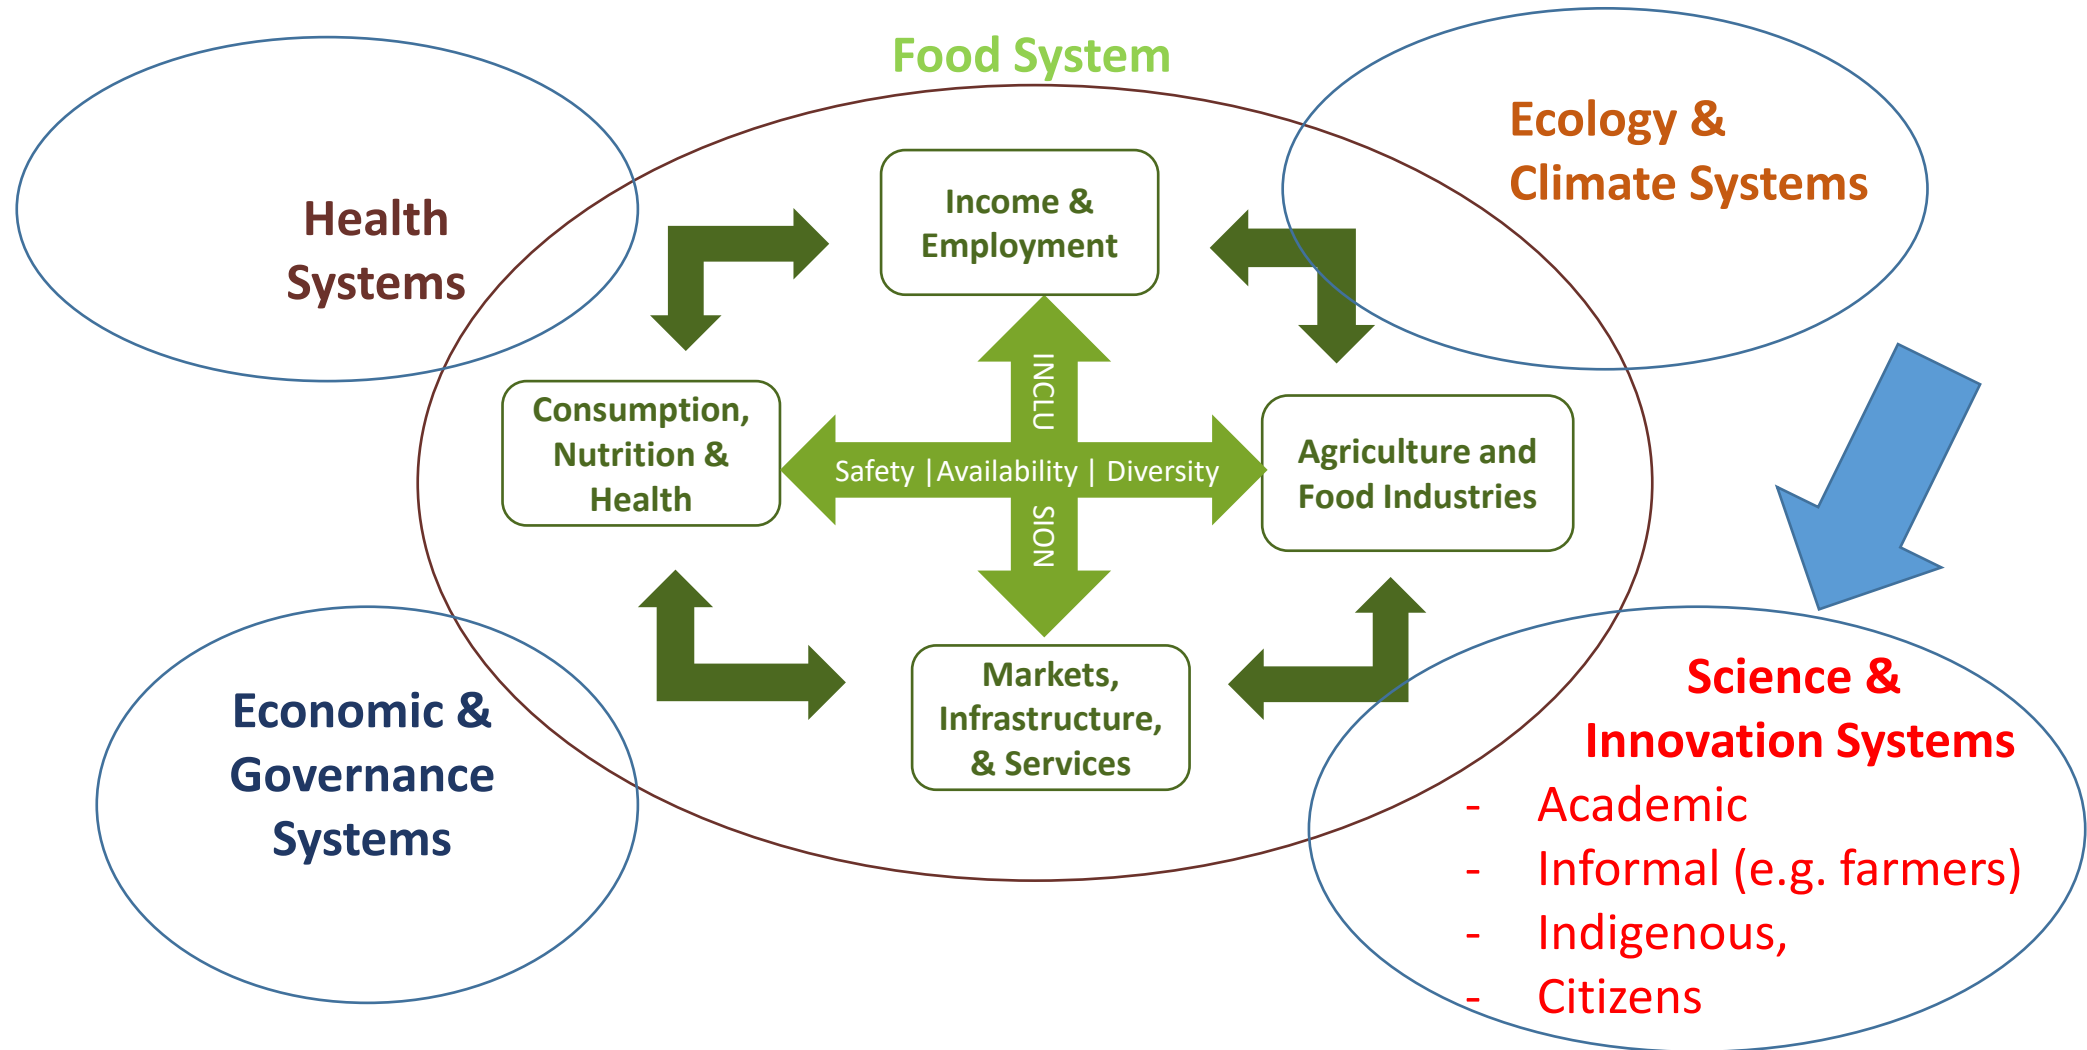 Food System
Health
Systems
Ecology &
Climate Systems
Income &
Employment
INCLU SION
Consumption,
Nutrition &
Health
Safety |Availability | Diversity
Agriculture and
Food Industries
Markets,
Infrastructure,
& Services
Economic &
Governance
Systems
Science &
Innovation Systems
- Academic
- Informal (e.g. farmers)
- Indigenous,
- Citizens